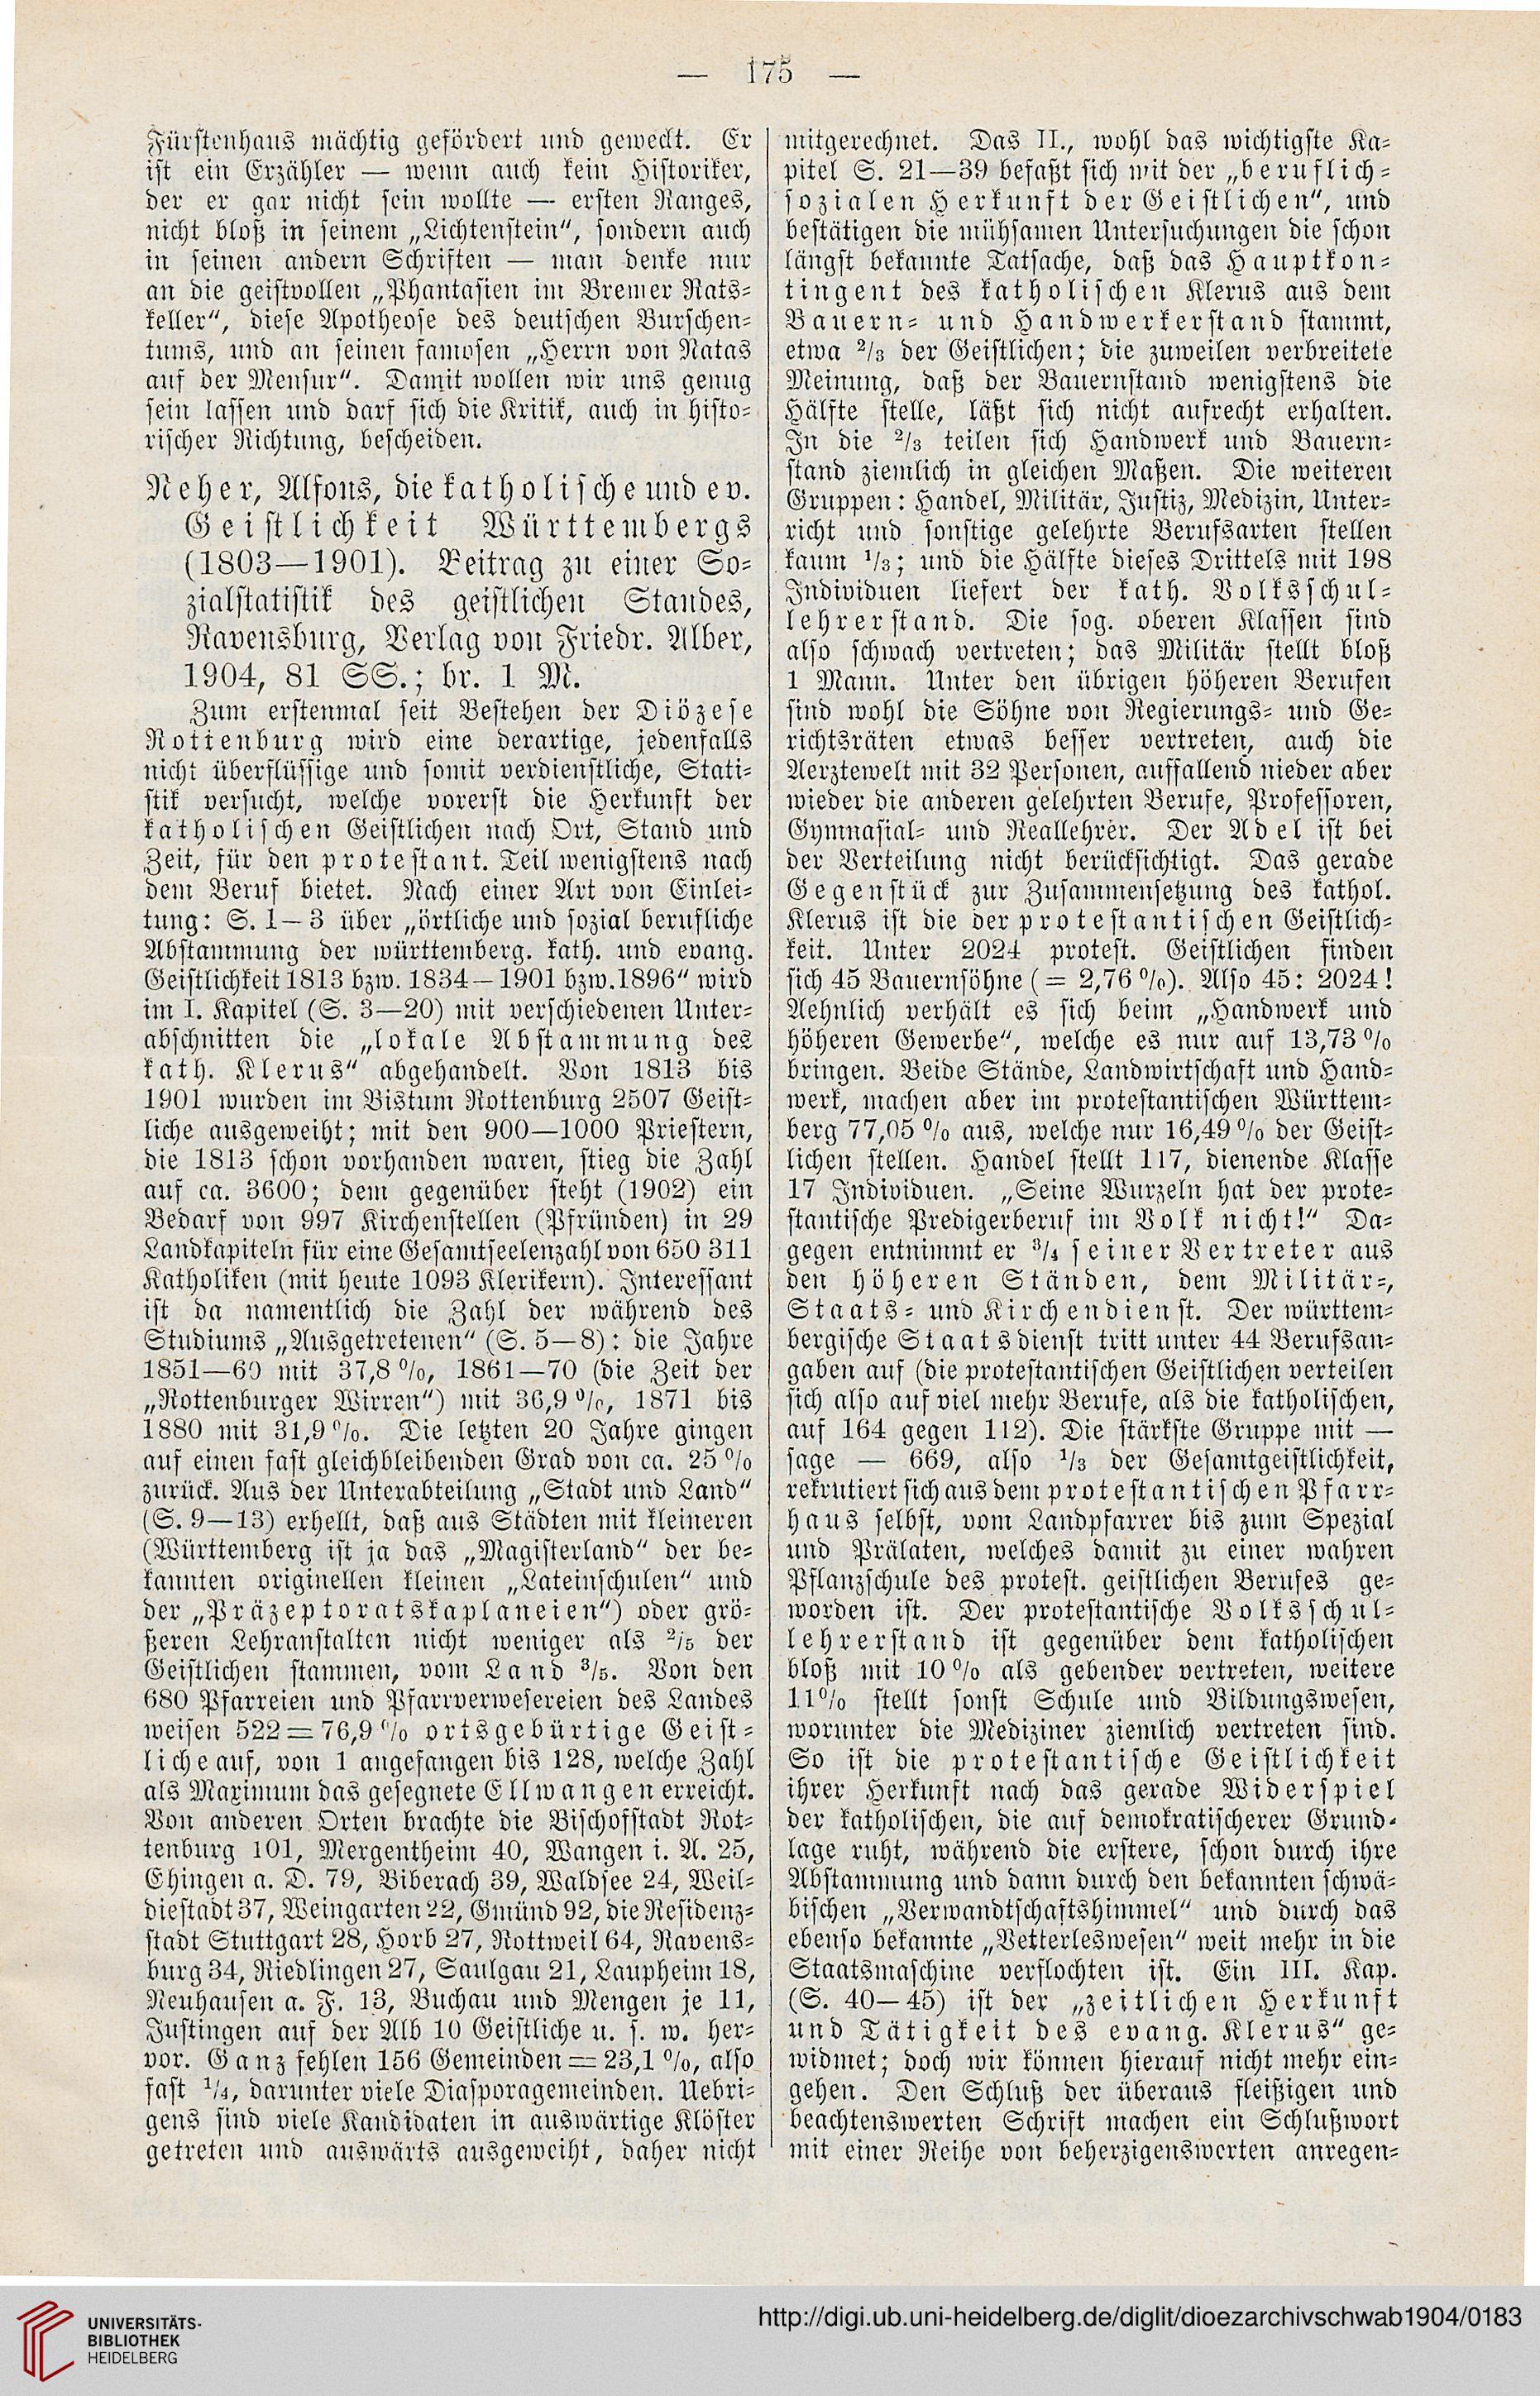 — 175 —
Fürstenhaus mächtig gefördert und geweckt. Er
ist ein Erzähler — wenn auch kein Historiker,
der er gar nicht sein wollte — ersten Ranges,
nicht bloß in seinem „Lichtenstein“, sondern auch
in seinen andern Schriften — man denke nur
an die geistvollen „Phantasien im Bremer Rats-
keller“, diese Apotheose des deutschen Burschen-
tums, und an seinen famosen „Herrn von Natas
auf der Mensur“. Damit wollen wir uns genug
sein lassen und darf sich die Kritik, auch in histo-
rischer Richtung, bescheiden.
Neher, Alfons, die katholische und ev.
Geistlichkeit Württembergs
(1803—1901). Beitrag zu einer So-
zialstatistik des geistlichen Standes,
Ravensburg, Verlag von Friedr. Alber,
1904, 81 SS.; br. 1 M.
Zum erstenmal seit Bestehen der Diözese
Rottenburg wird eine derartige, jedenfalls
nicht überflüssige und somit verdienstliche, Stati-
stik versucht, welche vorerst die Herkunft der
katholischen Geistlichen nach Ort, Stand und
Zeit, für den protestant. Teil wenigstens nach
dem Beruf bietet. Nach einer Art von Einlei-
tung: S. 1—3 über „örtliche und sozial berufliche
Abstammung der württemberg. kath. und evang.
Geistlichkeit 1813 bzw. 1834—1901 bzw. 1896“ wird
im I. Kapitel (S. 3—20) mit verschiedenen Unter-
abschnitten die „lokale Abstammung des
kath. Klerus“ abgehandelt. Von 1813 bis
1901 wurden im Bistum Rottenburg 2507 Geist-
liche ausgeweiht; mit den 900—1000 Priestern,
die 1813 schon vorhanden waren, stieg die Zahl
auf ca. 3600; dem gegenüber steht (1902) ein
Bedarf von 997 Kirchenstellen (Pfründen) in 29
Landkapiteln für eine Gesamtseelenzahl von 650 311
Katholiken (mit heute 1093 Klerikern). Interessant
ist da namentlich die Zahl der während des
Studiums „Ausgetretenen“ (S. 5—8): die Jahre
1851—60 mit 37,8 %, 1861—70 (die Zeit der
„Rottenburger Wirren“) mit 36,9 %, 1871 bis
1880 mit 31,9 %. Die letzten 20 Jahre gingen
auf einen fast gleichbleibenden Grad von ca. 25 %
zurück. Aus der Unterabteilung „Stadt und Land“
(S. 9—13) erhellt, daß aus Städten mit kleineren
(Württemberg ist ja das „Magisterland“ der be-
kannten originellen kleinen „Lateinschulen“ und
der „Präzeptoratskaplaneien“) oder grö-
ßeren Lehranstalten nicht weniger als 2/5 der
Geistlichen stammen, vom Land 3/5. Von den
680 Pfarreien und Pfarrverwesereien des Landes
weisen 522 = 76,9 % ortsgebürtige Geist-
liche auf, von 1 angefangen bis 128, welche Zahl
als Maximum das gesegnete Ellwangen erreicht.
Von anderen Orten brachte die Bischofstadt Rot-
tenburg 101, Mergentheim 40, Wangen i. A. 25,
Ehingen a. D. 79, Biberach 39, Waldsee 24, Weil-
diestadt 37, Weingarten 22, Gmünd 92, die Residenz-
stadt Stuttgart 28, Horb 27, Rottweil 64, Ravens-
burg 34, Riedlingen 27, Saulgau 21, Laupheim 18,
Neuhausen a. F. 13, Buchau und Mengen je 11,
Justingen auf der Alb 10 Geistliche u. s. w. her-
vor. Ganz fehlen 156 Gemeinden = 23,1 %, also
fast 1/4, darunter viele Diasporagemeinden. Uebri-
gens sind viele Kandidaten in auswärtige Klöster
getreten und auswärts ausgeweiht, daher nicht
mitgerechnet. Das II., wohl das wichtigste Ka-
pitel S. 21—39 befaßt sich mit der „beruflich-
sozialen Herkunft der Geistlichen“, und
bestätigen die mühsamen Untersuchungen die schon
längst bekannte Tatsache, daß das Hauptkon-
tingent des katholischen Klerus aus dem
Bauern- und Handwerkerstand stammt,
etwa 2/3 der Geistlichen; die zuweilen verbreitete
Meinung, daß der Bauernstand wenigstens die
Hälfte stelle, läßt sich nicht aufrecht erhalten.
In die 2/3 teilen sich Handwerk und Bauern-
stand ziemlich in gleichen Maßen. Die weiteren
Gruppen: Handel, Militär, Justiz, Medizin, Unter-
richt und sonstige gelehrte Berufsarten stellen
kaum 1/3; und die Hälfte dieses Drittels mit 198
Individuen liefert der kath. Volksschul-
lehrerstand. Die sog. oberen Klassen sind
also schwach vertreten; das Militär stellt bloß
1 Mann. Unter den übrigen höheren Berufen
sind wohl die Söhne von Regierungs- und Ge-
richtsräten etwas besser vertreten, auch die
Aerztewelt mit 32 Personen, auffallend nieder aber
wieder die anderen gelehrten Berufe, Professoren,
Gymnasial- und Reallehrer. Der Adel ist bei
der Verteilung nicht berücksichtigt. Das gerade
Gegenstück zur Zusammensetzung des kathol.
Klerus ist die der protestantischen Geistlich-
keit. Unter 2024 protest. Geistlichen finden
sich 45 Bauernsöhne (= 2,76 %). Also 45: 2024!
Aehnlich verhält es sich beim „Handwerk und
höheren Gewerbe“, welche es nur auf 13,73 %
bringen. Beide Stände, Landwirtschaft und Hand-
werk, machen aber im protestantischen Württem-
berg 77,05 % aus, welche nur 16,49 % der Geist-
lichen stellen. Handel stellt 117, dienende Klasse
17 Individuen. „Seine Wurzeln hat der prote-
stantische Predigerberuf im Volk nicht!“ Da-
gegen entnimmt er 3/4 seiner Vertreter aus
den höheren Ständen, dem Militär-,
Staats- und Kirchendienst. Der württem-
bergische Staatsdienst tritt unter 44 Berufsan-
gaben auf (die protestantischen Geistlichen verteilen
sich also auf viel mehr Berufe, als die katholischen,
auf 164 gegen 112). Die stärkste Gruppe mit —
sage — 669, also 1/3 der Gesamtgeistlichkeit,
rekrutiert sich aus dem protestantischen Pfarr-
haus selbst, vom Landpfarrer bis zum Spezial
und Prälaten, welches damit zu einer wahren
Pflanzschule des protest. geistlichen Berufes ge-
worden ist. Der protestantische Volksschul-
lehrerstand ist gegenüber dem katholischen
bloß mit 10 % als gebender vertreten, weitere
11 % stellt sonst Schule und Bildungswesen,
worunter die Mediziner ziemlich vertreten sind.
So ist die protestantische Geistlichkeit
ihrer Herkunft nach das gerade Widerspiel
der katholischen, die auf demokratischerer Grund-
lage ruht, während die erstere, schon durch ihre
Abstammung und dann durch den bekannten schwä-
bischen „Verwandtschaftshimmel“ und durch das
ebenso bekannte „Vetterleswesen“ weit mehr in die
Staatsmaschine verflochten ist. Ein III. Kap.
(S. 40—45) ist der „zeitlichen Herkunft
und Tätigkeit des evang. Klerus“ ge-
widmet; doch wir können hierauf nicht mehr ein-
gehen. Den Schluß der überaus fleißigen und
beachtenswerten Schrift machen ein Schlußwort
mit einer Reihe von beherzigenswerten anregen-
UNIVERSITÄTS-
BIBLIOTHEK
HEIDELBERG
http://digi.ub.uni-heidelberg.de/diglit/dioezarchivschwab1904/0183